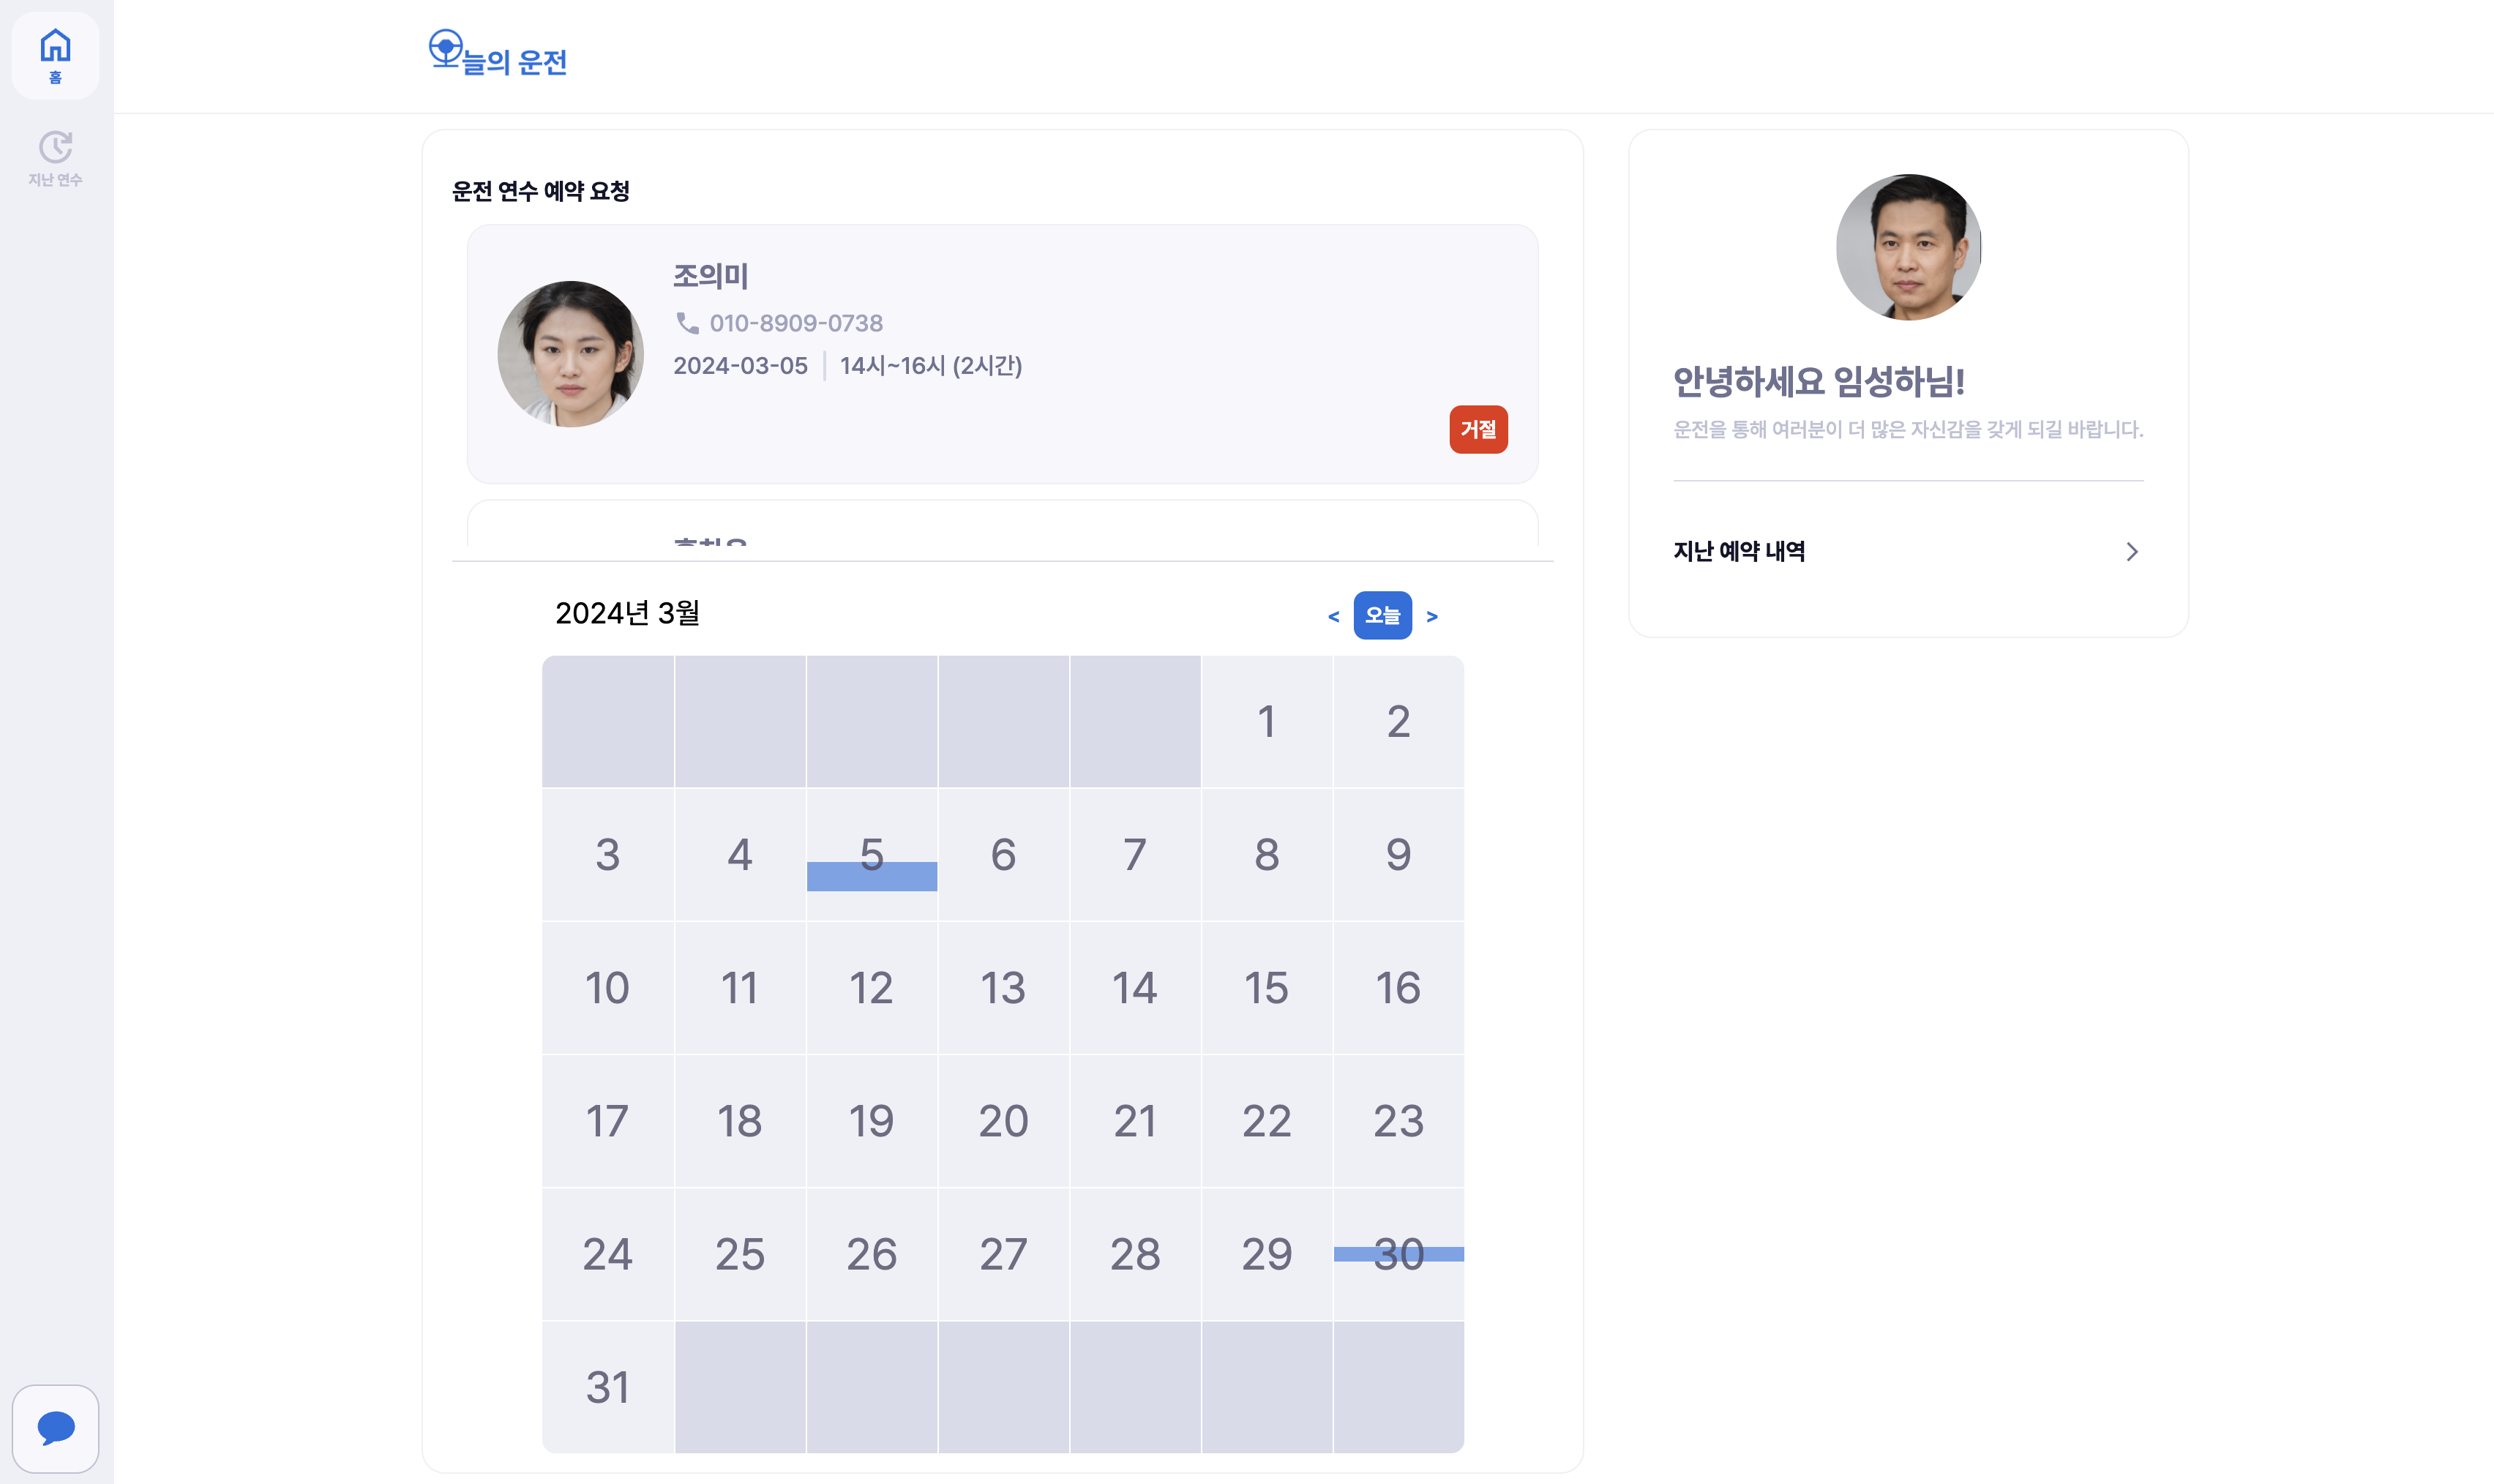 홈
지난 연수
늘의 운전
운전 연수 예약 요청
조의미
010-8909-0738
2024-03-05 14시~16시 (2시간)
거절
2024년 3월
< 오늘 >
1 2
3 4 5 6 7 8 9
10 11 12 13 14 15 16
17 18 19 20 21 22 23
24 25 26 27 28 29 30
31
안녕하세요 임성하님!
운전을 통해 여러분이 더 많은 자신감을 갖게 되길 바랍니다.
지난 예약 내역